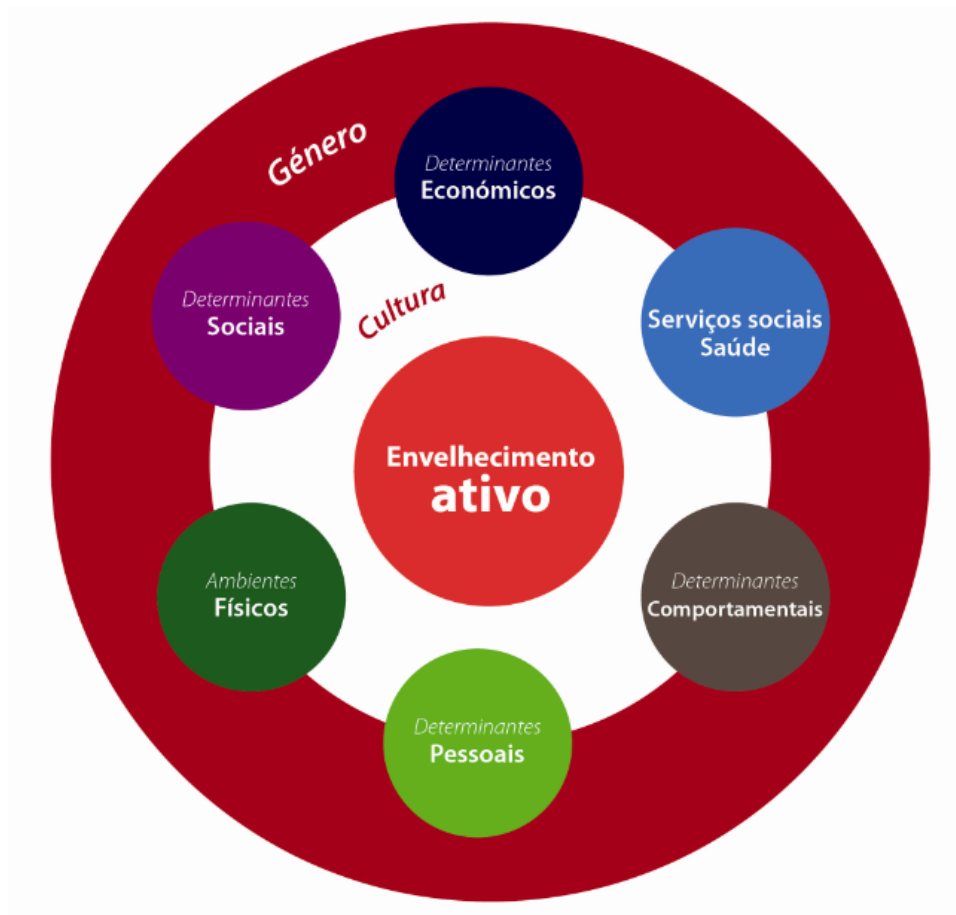 Género
Determinantes
Económicos
Determinantes
Sociais
Cultura
Serviços sociais
Saúde
Envelhecimento
ativo
Ambientes
Físicos
Determinantes
Comportamentais
Determinantes
Pessoais